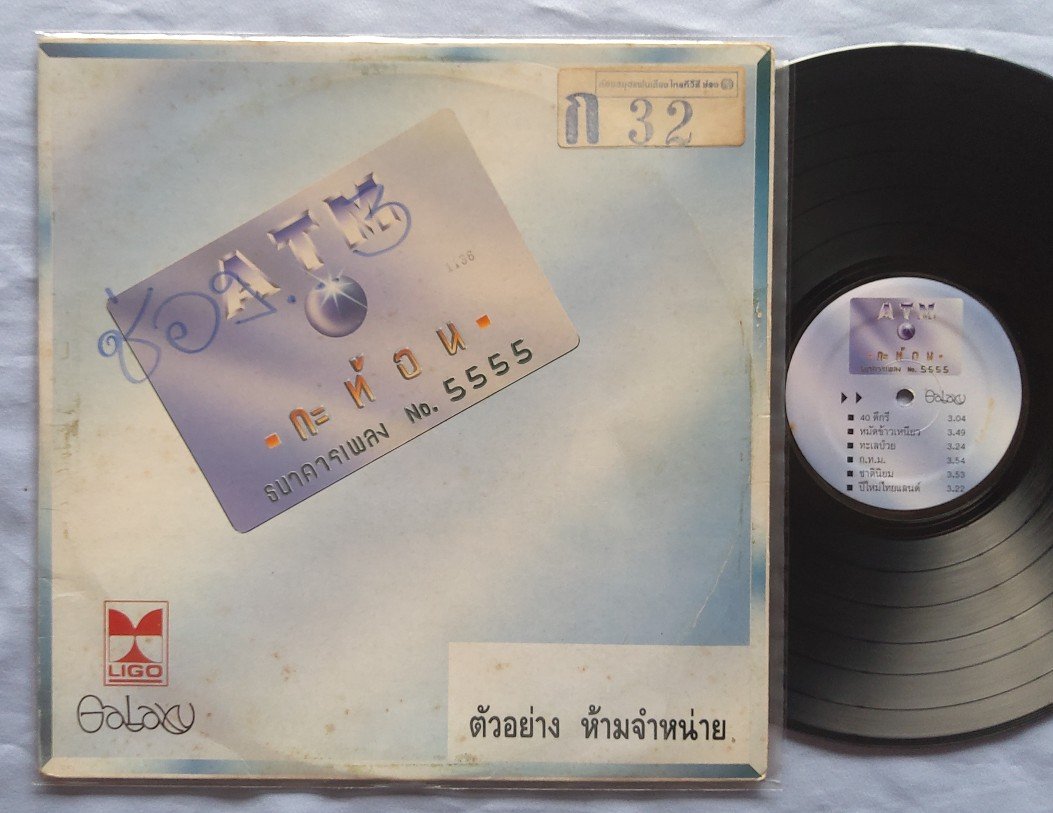 ก 32
ช่อง 3
ATM
1.36
กะท้อน
ธนาคารเพลง No. 5555
LIGO
Galaxy
ตัวอย่าง ห้ามจำหน่าย
ATM
กะท้อน
ธนาคารเพลง No. 5555
Galaxy
40 ดีกรี 3.04
หมัดข้าวเหนียว 3.49
ทะเลป่วย 3.24
ก.ท.ม. 3.54
ชาตินิยม 3.53
ปีใหม่ไทยแลนด์ 3.22